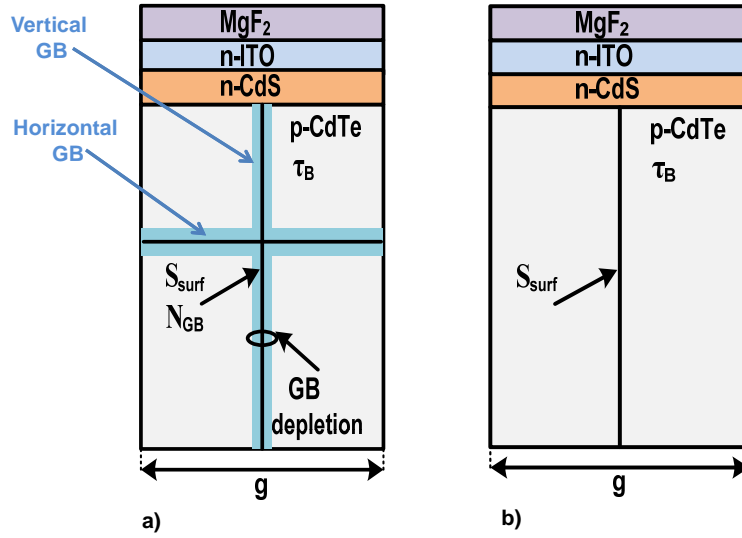 Vertical
GB
Horizontal
GB
MgF₂
n-ITO
n-CdS
p-CdTe
τB
Ssurf
NGB
GB
depletion
g
a)
MgF₂
n-ITO
n-CdS
p-CdTe
τB
Ssurf
g
b)